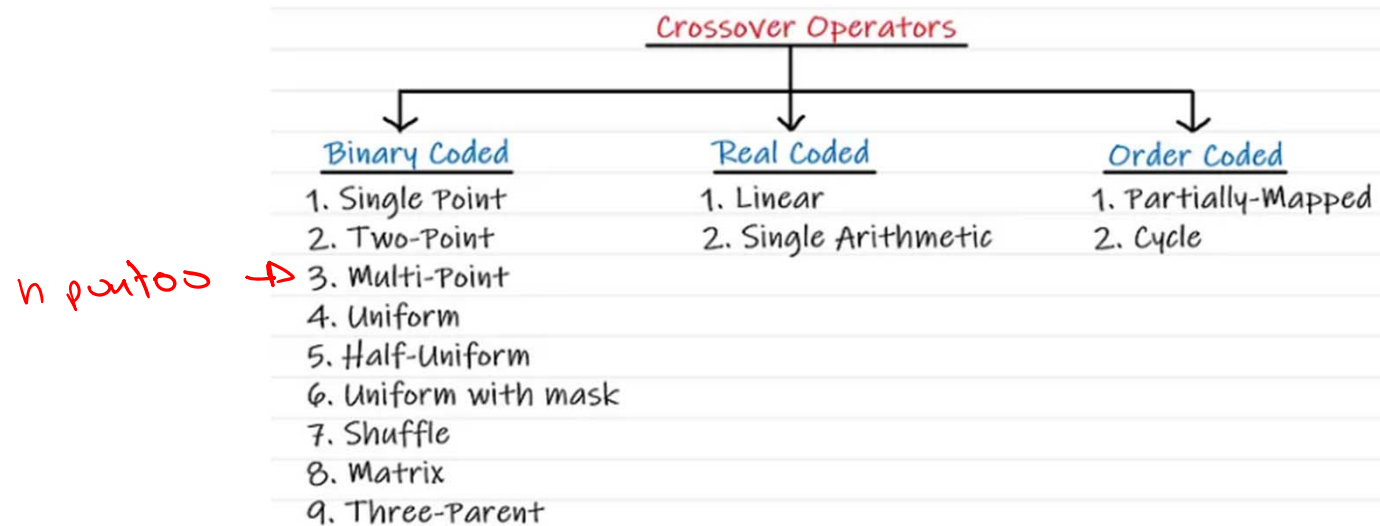 Crossover Operators
Binary Coded
1. Single Point
2. Two-Point
n pontos → 3. Multi-Point
4. Uniform
5. Half-Uniform
6. Uniform with mask
7. Shuffle
8. Matrix
9. Three-Parent
Real Coded
1. Linear
2. Single Arithmetic
Order Coded
1. Partially-Mapped
2. Cycle